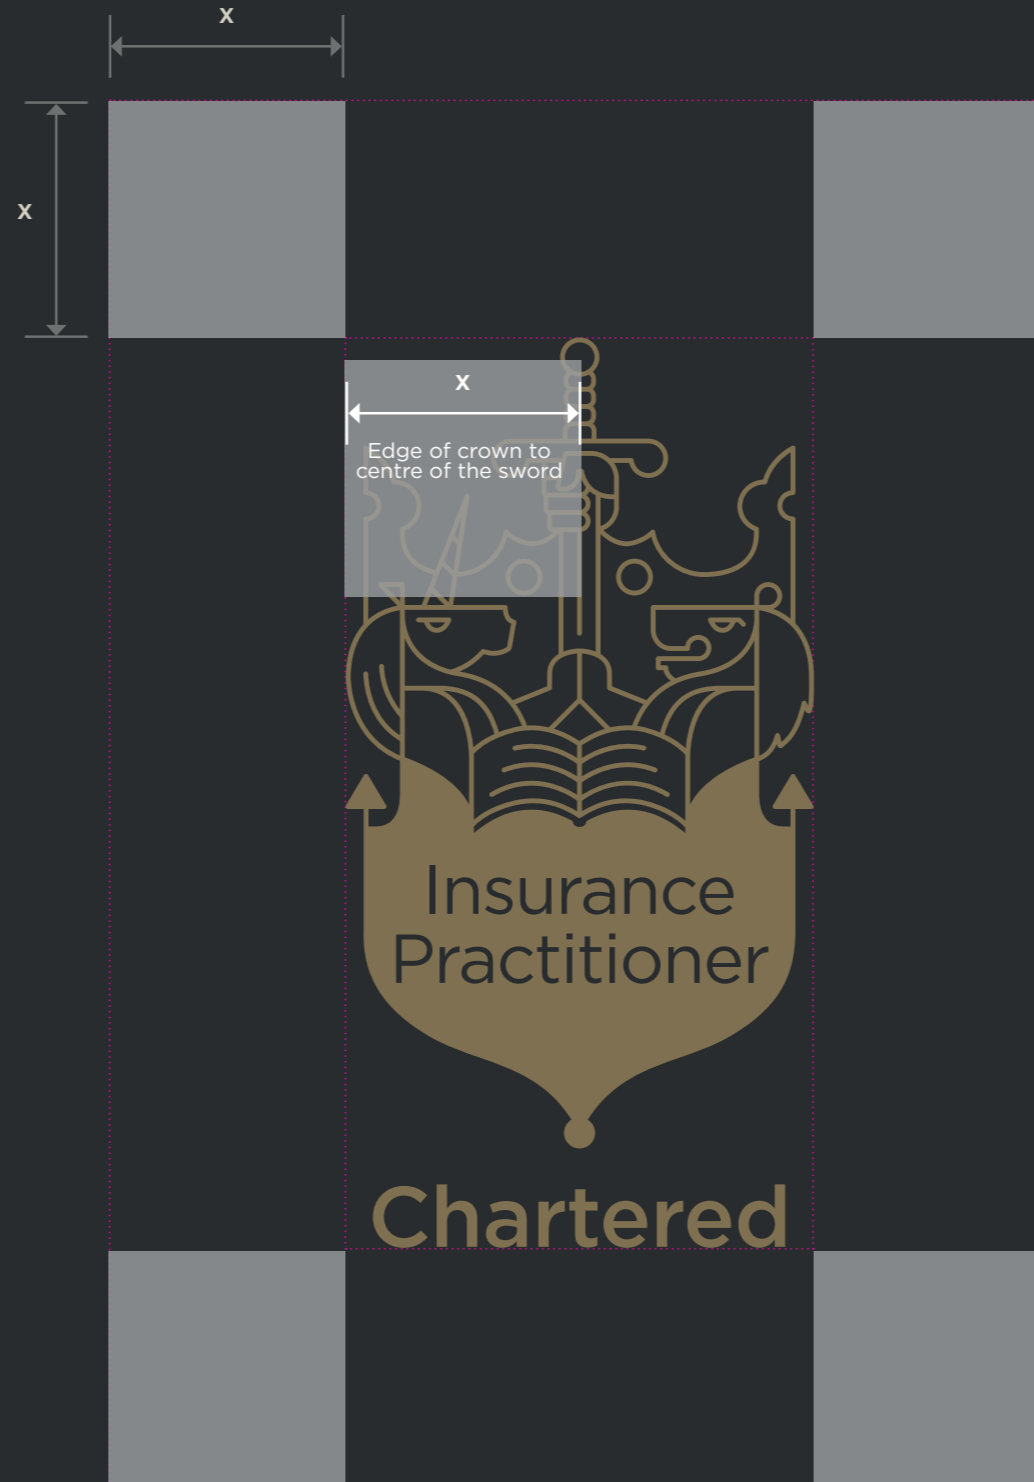 x
x
x
Edge of crown to
centre of the sword
Insurance
Practitioner
Chartered